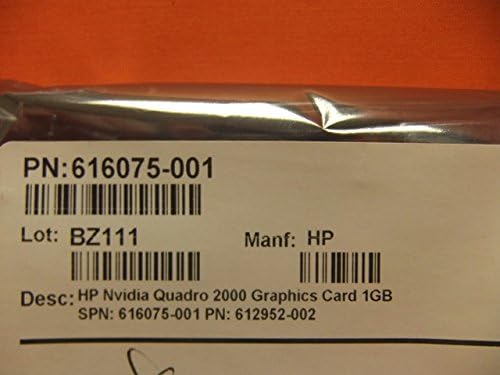 PN:616075-001
Lot: BZ111 Manf: HP
Desc: HP Nvidia Quadro 2000 Graphics Card 1GB
SPN: 616075-001 PN: 612952-002